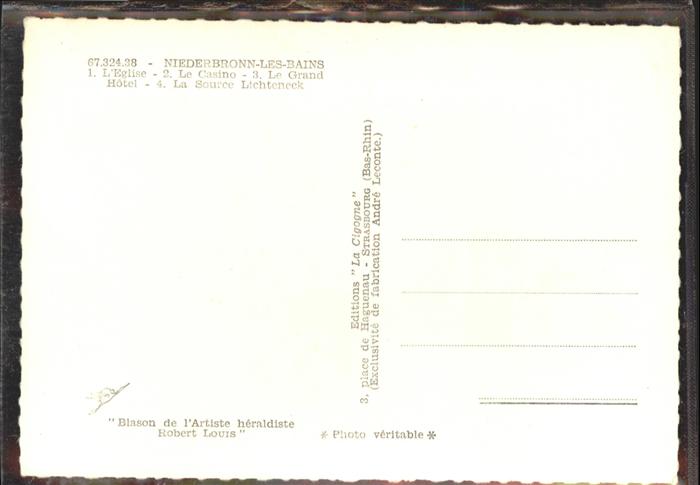 67.324.38 - NIEDERBRONN-LES-BAINS
1. L'Eglise - 2. Le Casino - 3. Le Grand
Hôtel - 4. La Source Lichteneck
Editions "La Cigogne"
3, place de Haguenau - STRASBOURG (Bas-Rhin)
(Exclusivité de fabrication André Leconte.)
"Blason de l'Artiste héraldiste
Robert LOUIS"
* Photo véritable *